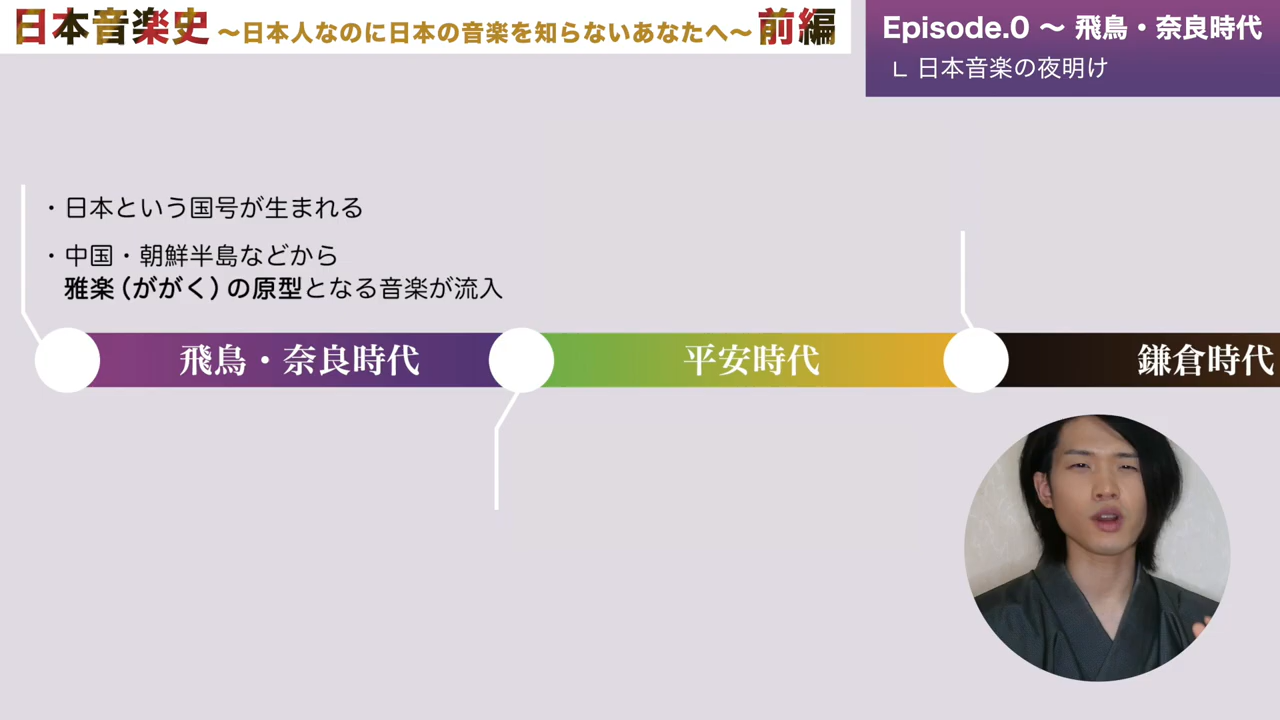 日本音楽史 〜日本人なのに日本の音楽を知らないあなたへ〜 前編
Episode.0 〜 飛鳥・奈良時代
∟ 日本音楽の夜明け
・日本という国号が生まれる
・中国・朝鮮半島などから
雅楽（ががく）の原型となる音楽が流入
飛鳥・奈良時代
平安時代
鎌倉時代